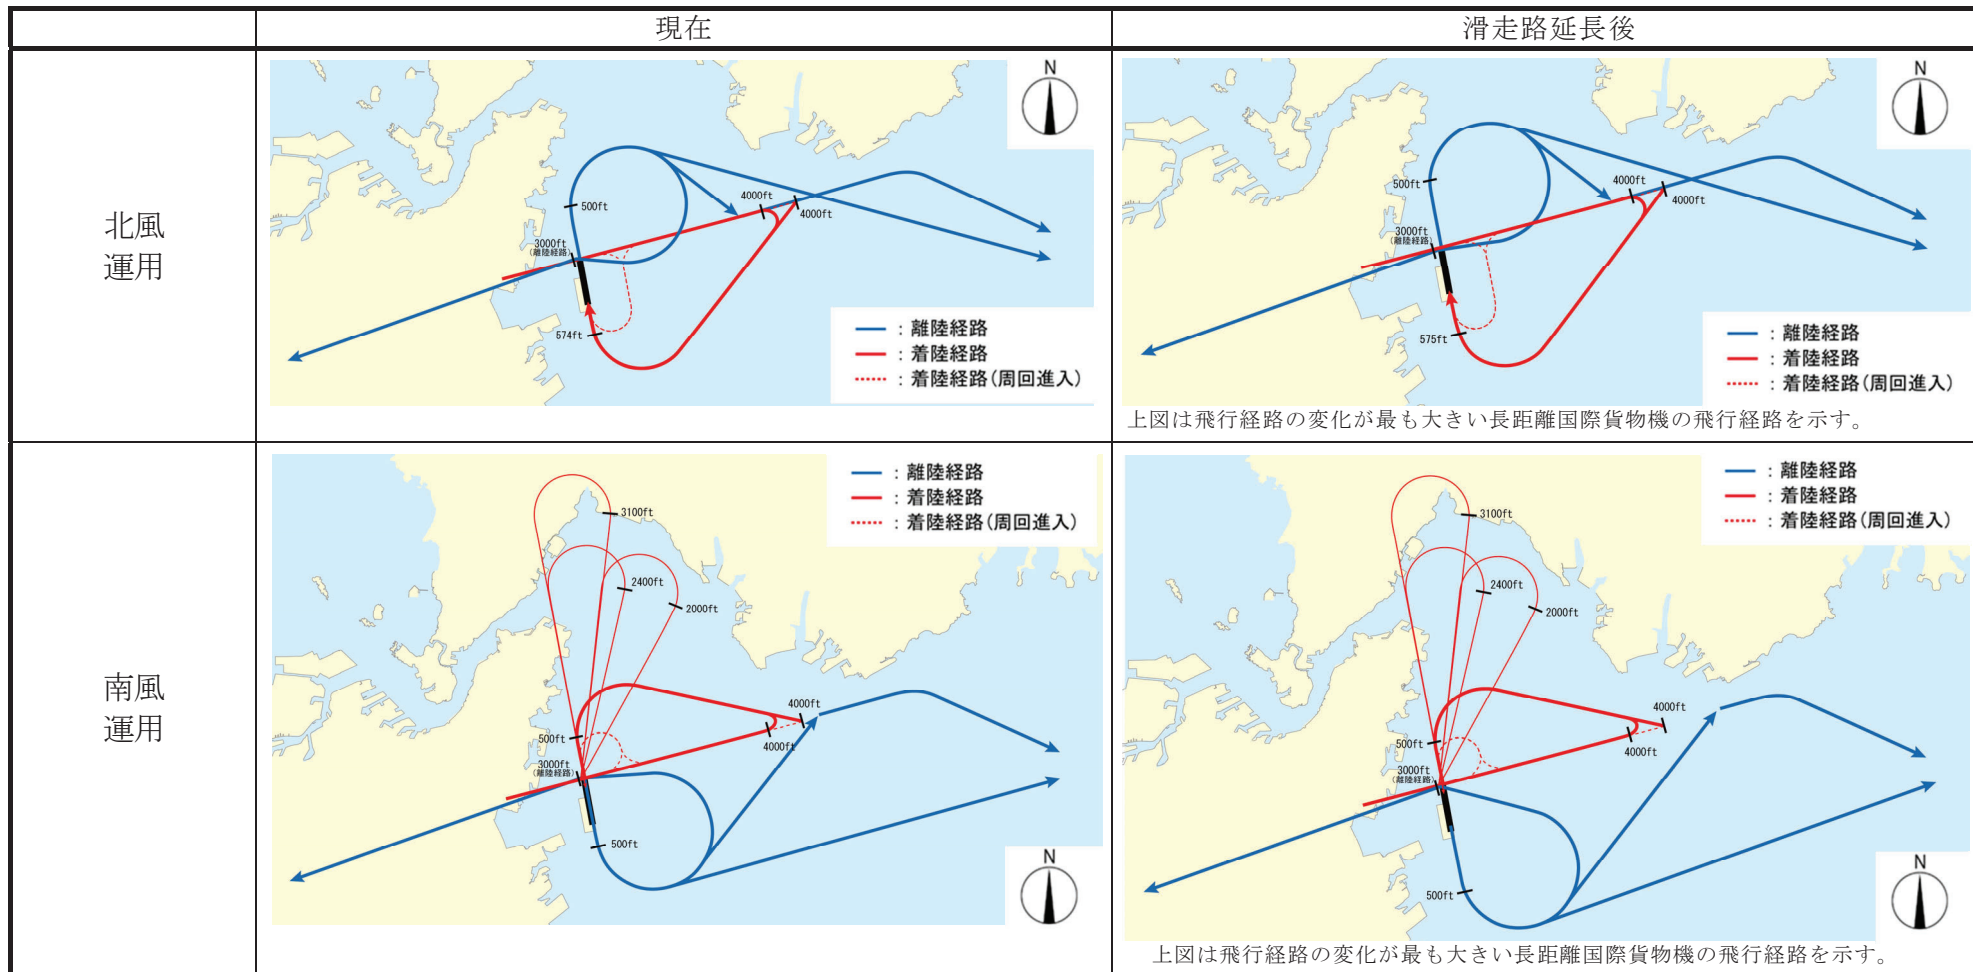 現在
滑走路延長後
北風
運用
N
500ft
3000ft
(離陸経路)
4000ft
4000ft
574ft
：離陸経路
：着陸経路
：着陸経路(周回進入)
N
500ft
3000ft
(離陸経路)
4000ft
4000ft
575ft
：離陸経路
：着陸経路
：着陸経路(周回進入)
上図は飛行経路の変化が最も大きい長距離国際貨物機の飛行経路を示す。
南風
運用
：離陸経路
：着陸経路
：着陸経路(周回進入)
3100ft
2400ft
2000ft
4000ft
4000ft
500ft
3000ft
(離陸経路)
500ft
N
：離陸経路
：着陸経路
：着陸経路(周回進入)
3100ft
2400ft
2000ft
4000ft
4000ft
500ft
3000ft
(離陸経路)
500ft
N
上図は飛行経路の変化が最も大きい長距離国際貨物機の飛行経路を示す。